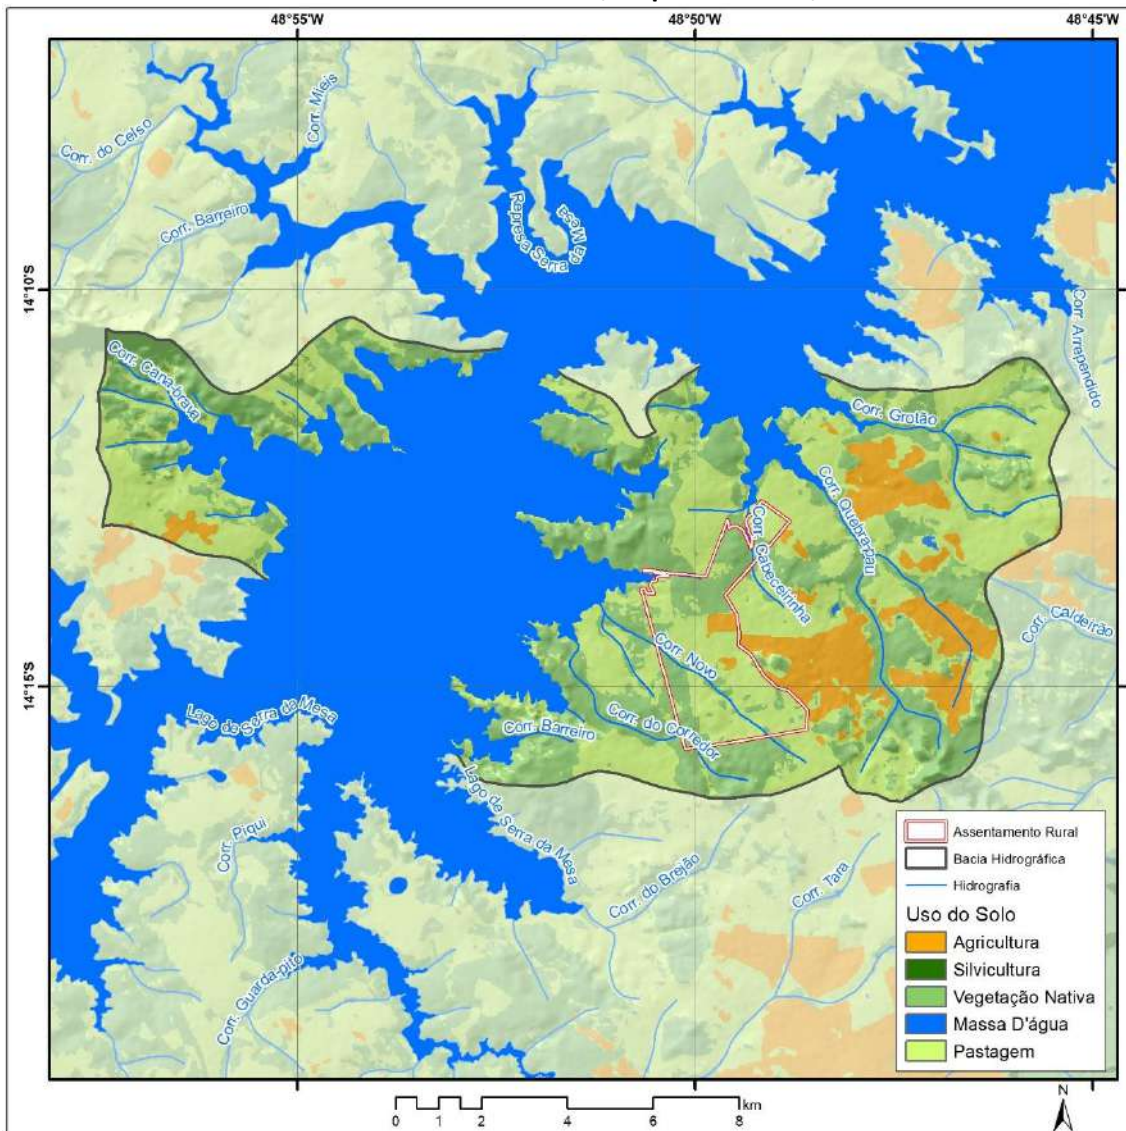 48°55'W
48°50'W
48°45'W
Corr. do Celso
Corr. Mieis
Corr. Barreiro
Represa Serra da Mesa
14°10'S
14°10'S
Corr. Arrependido
Corr. Cana-brava
Corr. Grotão
Corr. Quebra-pau
Corr. Cabeceirinha
Corr. Caldeirão
Corr. Novo
14°15'S
14°15'S
Lago de Serra da Mesa
Corr. Barreiro
Corr. do Corredor
Lago de Serra da Mesa
Corr. Piqui
Corr. do Brejão
Corr. Tara
Corr. Guarda-pito
Assentamento Rural
Bacia Hidrográfica
Hidrografia
Uso do Solo
Agricultura
Silvicultura
Vegetação Nativa
Massa D'água
Pastagem
km
0 1 2 4 6 8
N